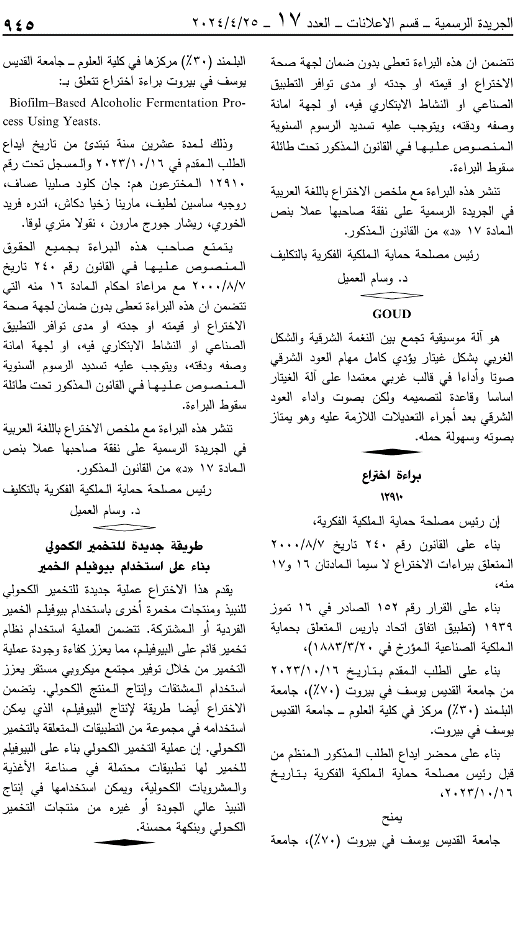 الجريدة الرسمية ــ قسم الاعلانات ــ العدد ١٧ ــ ٢٠٢٤/٤/٢٥
٩٤٥
تتضمن ان هذه البراءة تعطى بدون ضمان لجهة صحة
الاختراع او قيمته او جدته او مدى توافر التطبيق
الصناعي او النشاط الابتكاري فيه، او لجهة امانة
وصفه ودقته، ويتوجب عليه تسديد الرسوم السنوية
المنصوص عليها في القانون المذكور تحت طائلة
سقوط البراءة.
تنشر هذه البراءة مع ملخص الاختراع باللغة العربية
في الجريدة الرسمية على نفقة صاحبها عملا بنص
المادة ١٧ «د» من القانون المذكور.
رئيس مصلحة حماية الملكية الفكرية بالتكليف
د. وسام العميل
GOUD
هو آلة موسيقية تجمع بين النغمة الشرقية والشكل
الغربي بشكل غيتار يؤدي كامل مهام العود الشرقي
صوتا وأداءا في قالب غربي معتمدا على آلة الغيتار
اساسا وقاعدة لتصميمه ولكن بصوت واداء العود
الشرقي بعد أجراء التعديلات اللازمة عليه وهو يمتاز
بصوته وسهولة حمله.
براءة اختراع
١٢٩١٠
إن رئيس مصلحة حماية الملكية الفكرية،
بناء على القانون رقم ٢٤٠ تاريخ ٢٠٠٠/٨/٧
المتعلق ببراءات الاختراع لا سيما المادتان ١٦ و١٧
منه،
بناء على القرار رقم ١٥٢ الصادر في ١٦ تموز
١٩٣٩ (تطبيق اتفاق اتحاد باريس المتعلق بحماية
الملكية الصناعية المؤرخ في ١٨٨٣/٣/٢٠)،
بناء على الطلب المقدم بتاريخ ٢٠٢٣/١٠/١٦
من جامعة القديس يوسف في بيروت (٧٠٪)، جامعة
البلمند (٣٠٪) مركز في كلية العلوم ــ جامعة القديس
يوسف في بيروت.
بناء على محضر ايداع الطلب المذكور المنظم من
قبل رئيس مصلحة حماية الملكية الفكرية بتاريخ
٢٠٢٣/١٠/١٦،
يمنح
جامعة القديس يوسف في بيروت (٧٠٪)، جامعة
البلمند (٣٠٪) مركزها في كلية العلوم ــ جامعة القديس
يوسف في بيروت براءة اختراع تتعلق بـ:
Biofilm–Based Alcoholic Fermentation Pro-
cess Using Yeasts.
وذلك لمدة عشرين سنة تبتدئ من تاريخ ايداع
الطلب المقدم في ٢٠٢٣/١٠/١٦ والمسجل تحت رقم
١٢٩١٠ المخترعون هم: جان كلود صليبا عساف،
روجيه ساسين لطيف، مارينا زخيا دكاش، اندره فريد
الخوري، ريشار جورج مارون ، نقولا متري لوقا.
يتمتع صاحب هذه البراءة بجميع الحقوق
المنصوص عليها في القانون رقم ٢٤٠ تاريخ
٢٠٠٠/٨/٧ مع مراعاة احكام المادة ١٦ منه التي
تتضمن ان هذه البراءة تعطى بدون ضمان لجهة صحة
الاختراع او قيمته او جدته او مدى توافر التطبيق
الصناعي او النشاط الابتكاري فيه، او لجهة امانة
وصفه ودقته، ويتوجب عليه تسديد الرسوم السنوية
المنصوص عليها في القانون المذكور تحت طائلة
سقوط البراءة.
تنشر هذه البراءة مع ملخص الاختراع باللغة العربية
في الجريدة الرسمية على نفقة صاحبها عملا بنص
المادة ١٧ «د» من القانون المذكور.
رئيس مصلحة حماية الملكية الفكرية بالتكليف
د. وسام العميل
طريقة جديدة للتخمير الكحولي
بناء على استخدام بيوفيلم الخمير
يقدم هذا الاختراع عملية جديدة للتخمير الكحولي
للنبيذ ومنتجات مخمرة أخرى باستخدام بيوفيلم الخمير
الفردية أو المشتركة. تتضمن العملية استخدام نظام
تخمير قائم على البيوفيلم، مما يعزز كفاءة وجودة عملية
التخمير من خلال توفير مجتمع ميكروبي مستقر يعزز
استخدام المشتقات وإنتاج المنتج الكحولي. يتضمن
الاختراع أيضا طريقة لإنتاج البيوفيلم، الذي يمكن
استخدامه في مجموعة من التطبيقات المتعلقة بالتخمير
الكحولي. إن عملية التخمير الكحولي بناء على البيوفيلم
للخمير لها تطبيقات محتملة في صناعة الأغذية
والمشروبات الكحولية، ويمكن استخدامها في إنتاج
النبيذ عالي الجودة أو غيره من منتجات التخمير
الكحولي وبنكهة محسنة.